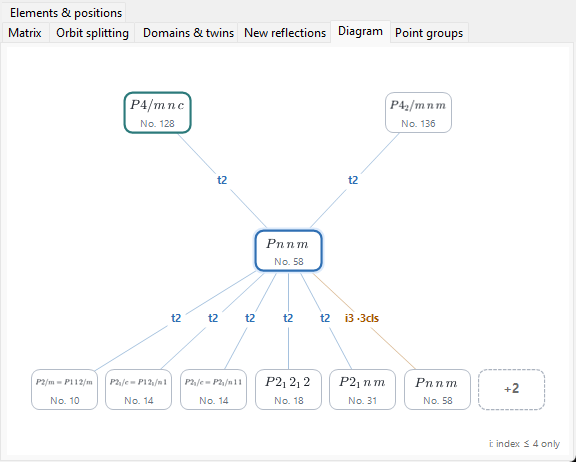 Elements & positions
Matrix Orbit splitting Domains & twins New reflections Diagram Point groups
P4/mnc P4₂/mnm
No. 128 No. 136
t2 t2
Pnnm
No. 58
t2 t2 t2 t2 t2 i3 ·3cls
P2/m = P112/m P2₁/c = P12₁/n1 P2₁/c = P2₁/n11 P2₁2₁2 P2₁nm Pnnm +2
No. 10 No. 14 No. 14 No. 18 No. 31 No. 58
i: index ≤ 4 only